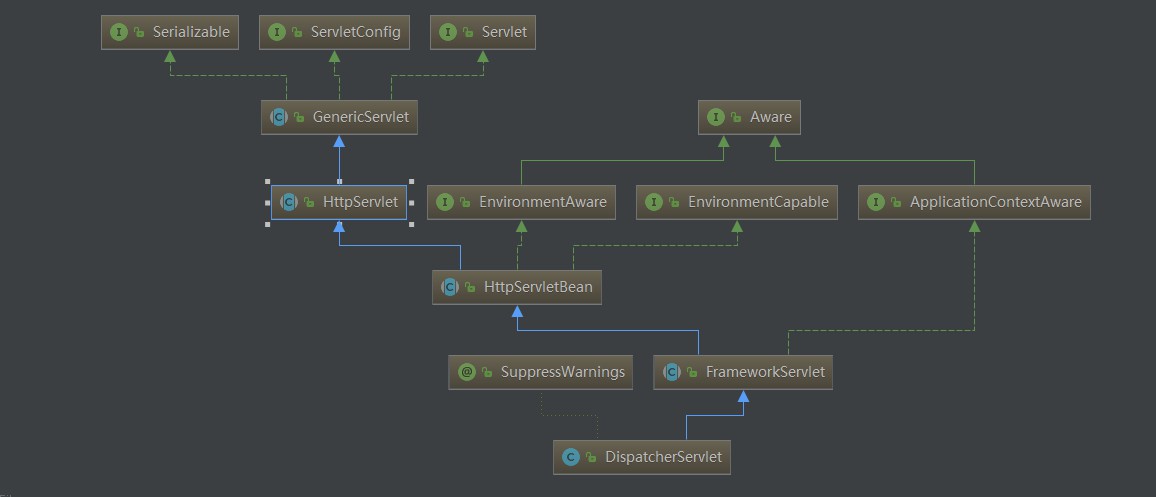 Serializable
ServletConfig
Servlet
GenericServlet
Aware
HttpServlet
EnvironmentAware
EnvironmentCapable
ApplicationContextAware
HttpServletBean
@ SuppressWarnings
FrameworkServlet
DispatcherServlet